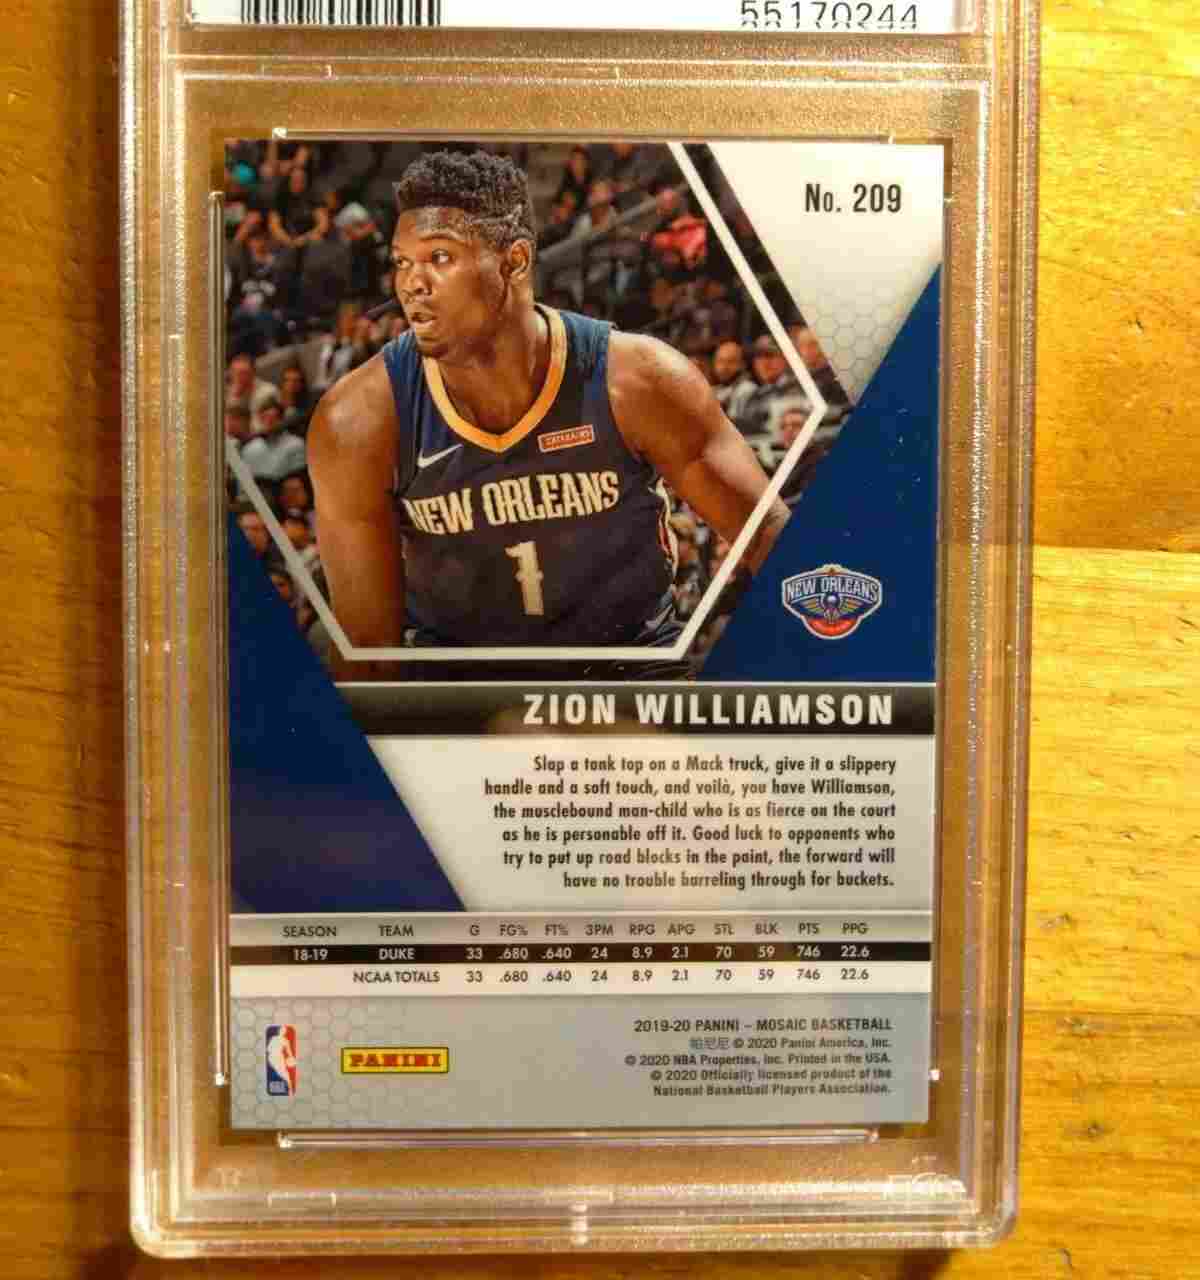 55170244
No. 209
NEW ORLEANS
1
NEW ORLEANS
ZION WILLIAMSON
Slap a tank top on a Mack truck, give it a slippery
handle and a soft touch, and voilà, you have Williamson,
the musclebound man-child who is as fierce on the court
as he is personable off it. Good luck to opponents who
try to put up road blocks in the paint, the forward will
have no trouble barreling through for buckets.
SEASON TEAM G FG% FT% 3PM RPG APG STL BLK PTS PPG
18-19 DUKE 33 .680 .640 24 8.9 2.1 70 59 746 22.6
NCAA TOTALS 33 .680 .640 24 8.9 2.1 70 59 746 22.6
2019-20 PANINI – MOSAIC BASKETBALL
帕尼尼 © 2020 Panini America, Inc.
© 2020 NBA Properties, Inc. Printed in the USA.
© 2020 Officially licensed product of the
National Basketball Players Association.
NBA
PANINI